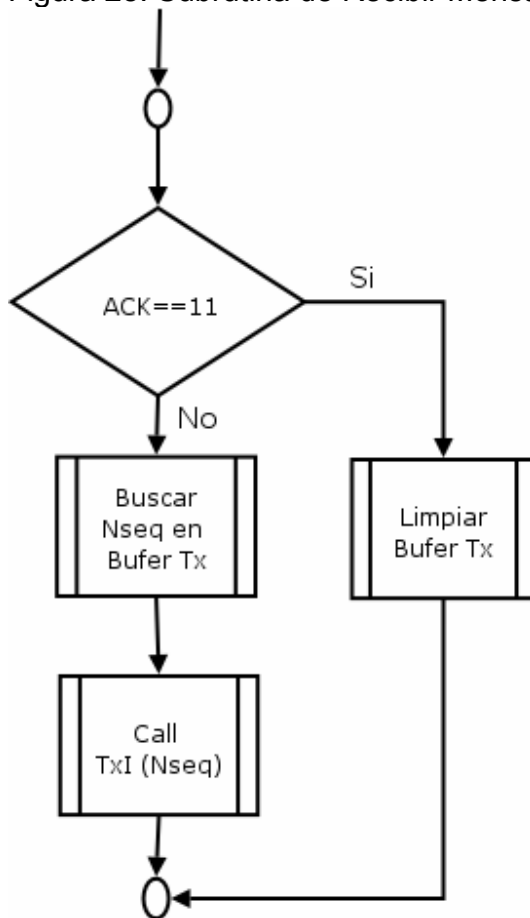 Si
ACK==11
No
Buscar
Nseq en
Bufer Tx
Limpiar
Bufer Tx
Call
TxI (Nseq)